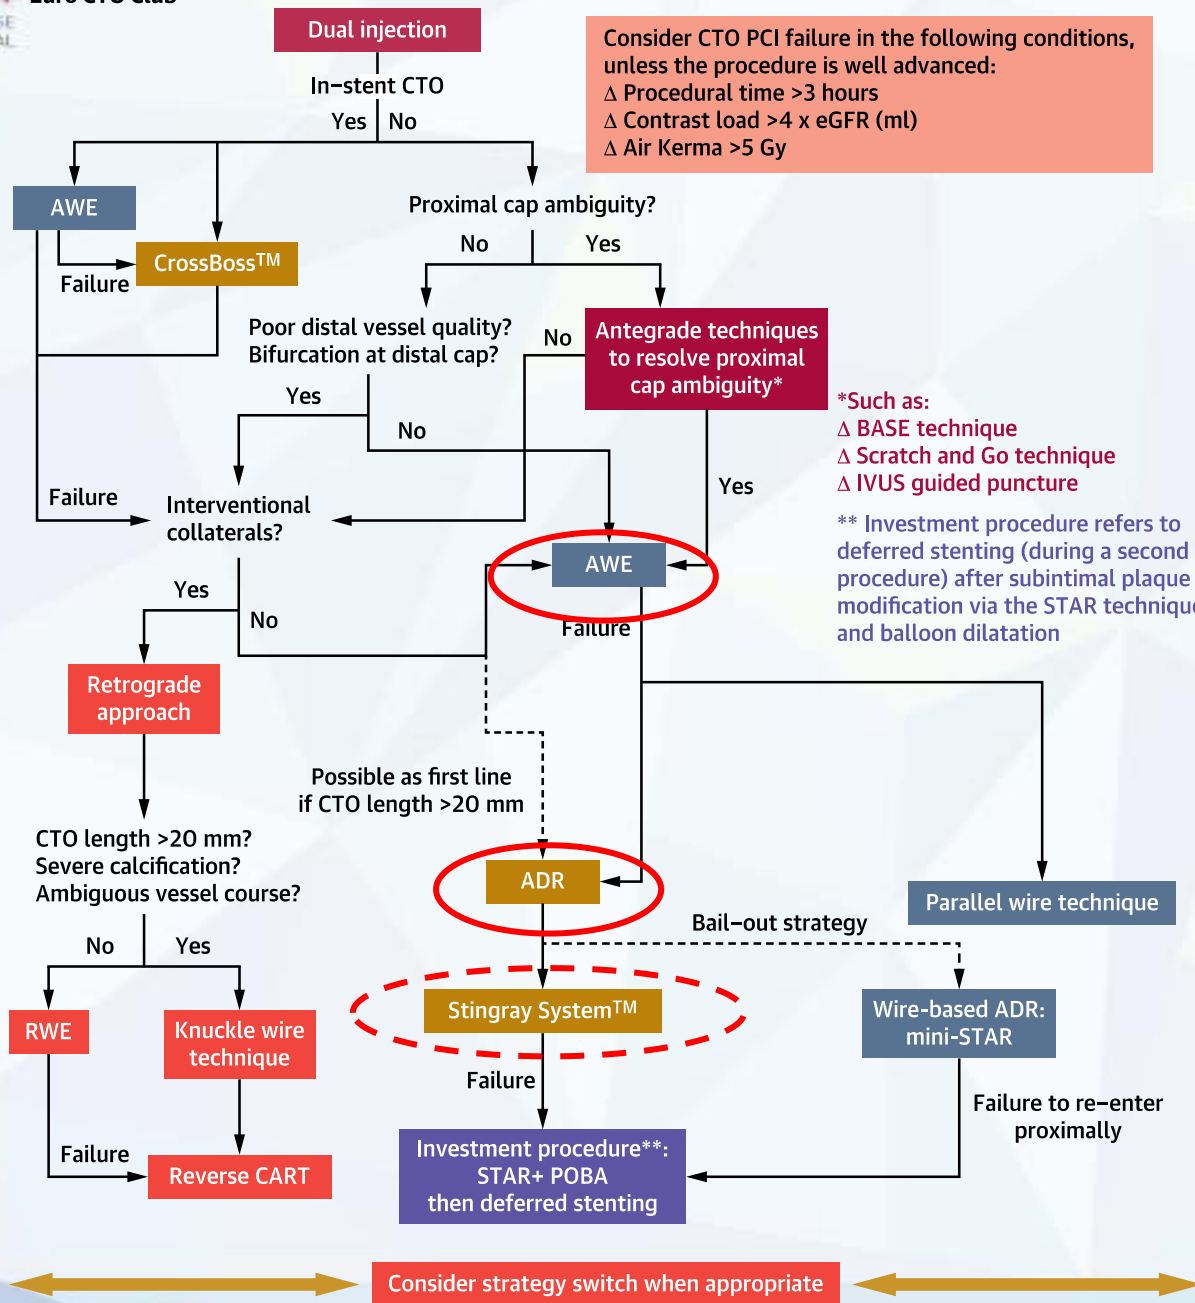 Euro CTO Club
Dual injection
In-stent CTO
Yes
No
Consider CTO PCI failure in the following conditions,
unless the procedure is well advanced:
Δ Procedural time >3 hours
Δ Contrast load >4 x eGFR (ml)
Δ Air Kerma >5 Gy
AWE
Failure
CrossBoss™
Proximal cap ambiguity?
No
Yes
Poor distal vessel quality?
Bifurcation at distal cap?
Yes
No
No
Antegrade techniques
to resolve proximal
cap ambiguity*
Yes
*Such as:
Δ BASE technique
Δ Scratch and Go technique
Δ IVUS guided puncture
** Investment procedure refers to
deferred stenting (during a second
procedure) after subintimal plaque
modification via the STAR technique
and balloon dilatation
Failure
Interventional
collaterals?
Yes
No
AWE
Failure
Retrograde
approach
Possible as first line
if CTO length >20 mm
CTO length >20 mm?
Severe calcification?
Ambiguous vessel course?
No
Yes
ADR
Parallel wire technique
Bail-out strategy
RWE
Knuckle wire
technique
Stingray System™
Wire-based ADR:
mini-STAR
Failure
Failure to re-enter
proximally
Failure
Reverse CART
Investment procedure**:
STAR+ POBA
then deferred stenting
Consider strategy switch when appropriate